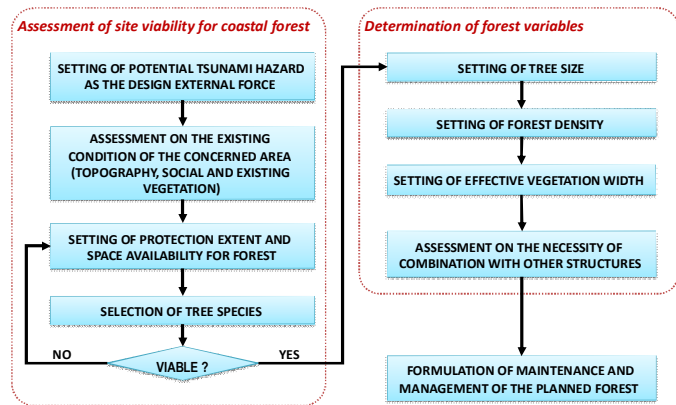 Assessment of site viability for coastal forest
SETTING OF POTENTIAL TSUNAMI HAZARD
AS THE DESIGN EXTERNAL FORCE
ASSESSMENT ON THE EXISTING
CONDITION OF THE CONCERNED AREA
(TOPOGRAPHY, SOCIAL AND EXISTING
VEGETATION)
SETTING OF PROTECTION EXTENT AND
SPACE AVAILABILITY FOR FOREST
SELECTION OF TREE SPECIES
NO
VIABLE ?
YES
Determination of forest variables
SETTING OF TREE SIZE
SETTING OF FOREST DENSITY
SETTING OF EFFECTIVE VEGETATION WIDTH
ASSESSMENT ON THE NECESSITY OF
COMBINATION WITH OTHER STRUCTURES
FORMULATION OF MAINTENANCE AND
MANAGEMENT OF THE PLANNED FOREST